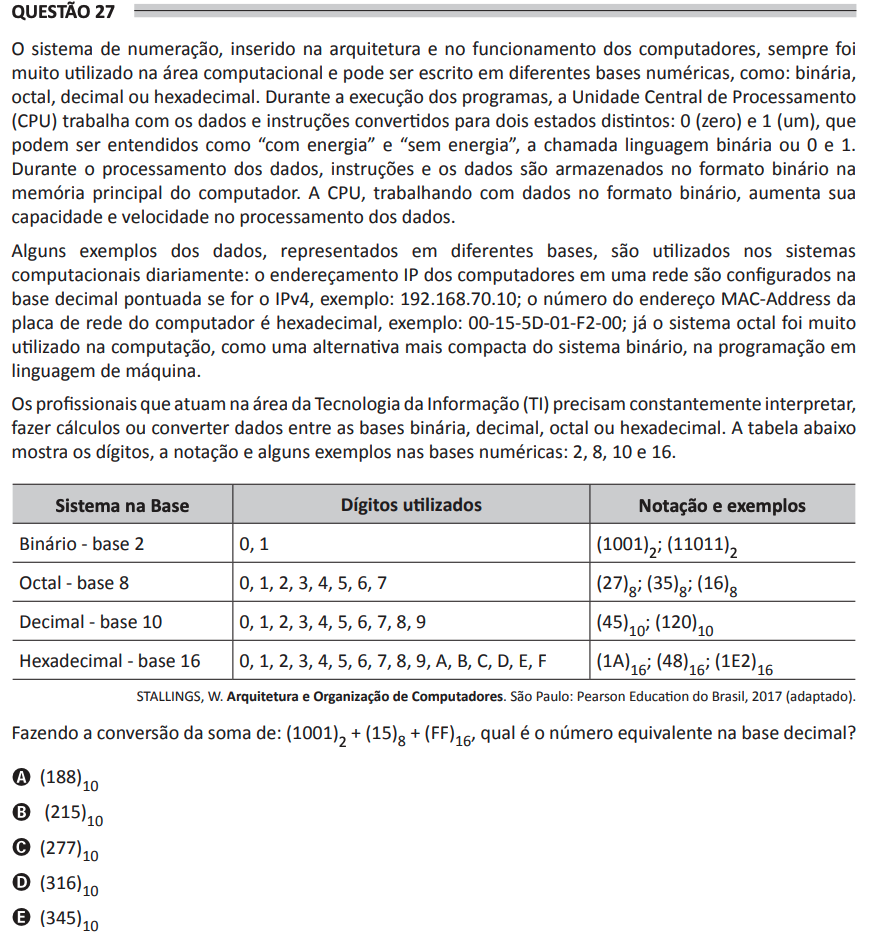 QUESTÃO 27
O sistema de numeração, inserido na arquitetura e no funcionamento dos computadores, sempre foi
muito utilizado na área computacional e pode ser escrito em diferentes bases numéricas, como: binária,
octal, decimal ou hexadecimal. Durante a execução dos programas, a Unidade Central de Processamento
(CPU) trabalha com os dados e instruções convertidos para dois estados distintos: 0 (zero) e 1 (um), que
podem ser entendidos como “com energia” e “sem energia”, a chamada linguagem binária ou 0 e 1.
Durante o processamento dos dados, instruções e os dados são armazenados no formato binário na
memória principal do computador. A CPU, trabalhando com dados no formato binário, aumenta sua
capacidade e velocidade no processamento dos dados.
Alguns exemplos dos dados, representados em diferentes bases, são utilizados nos sistemas
computacionais diariamente: o endereçamento IP dos computadores em uma rede são configurados na
base decimal pontuada se for o IPv4, exemplo: 192.168.70.10; o número do endereço MAC-Address da
placa de rede do computador é hexadecimal, exemplo: 00-15-5D-01-F2-00; já o sistema octal foi muito
utilizado na computação, como uma alternativa mais compacta do sistema binário, na programação em
linguagem de máquina.
Os profissionais que atuam na área da Tecnologia da Informação (TI) precisam constantemente interpretar,
fazer cálculos ou converter dados entre as bases binária, decimal, octal ou hexadecimal. A tabela abaixo
mostra os dígitos, a notação e alguns exemplos nas bases numéricas: 2, 8, 10 e 16.
Sistema na Base Dígitos utilizados Notação e exemplos
Binário - base 2 0, 1 (1001)2; (11011)2
Octal - base 8 0, 1, 2, 3, 4, 5, 6, 7 (27)8; (35)8; (16)8
Decimal - base 10 0, 1, 2, 3, 4, 5, 6, 7, 8, 9 (45)10; (120)10
Hexadecimal - base 16 0, 1, 2, 3, 4, 5, 6, 7, 8, 9, A, B, C, D, E, F (1A)16; (48)16; (1E2)16
STALLINGS, W. Arquitetura e Organização de Computadores. São Paulo: Pearson Education do Brasil, 2017 (adaptado).
Fazendo a conversão da soma de: (1001)2 + (15)8 + (FF)16, qual é o número equivalente na base decimal?
A (188)10
B (215)10
C (277)10
D (316)10
E (345)10